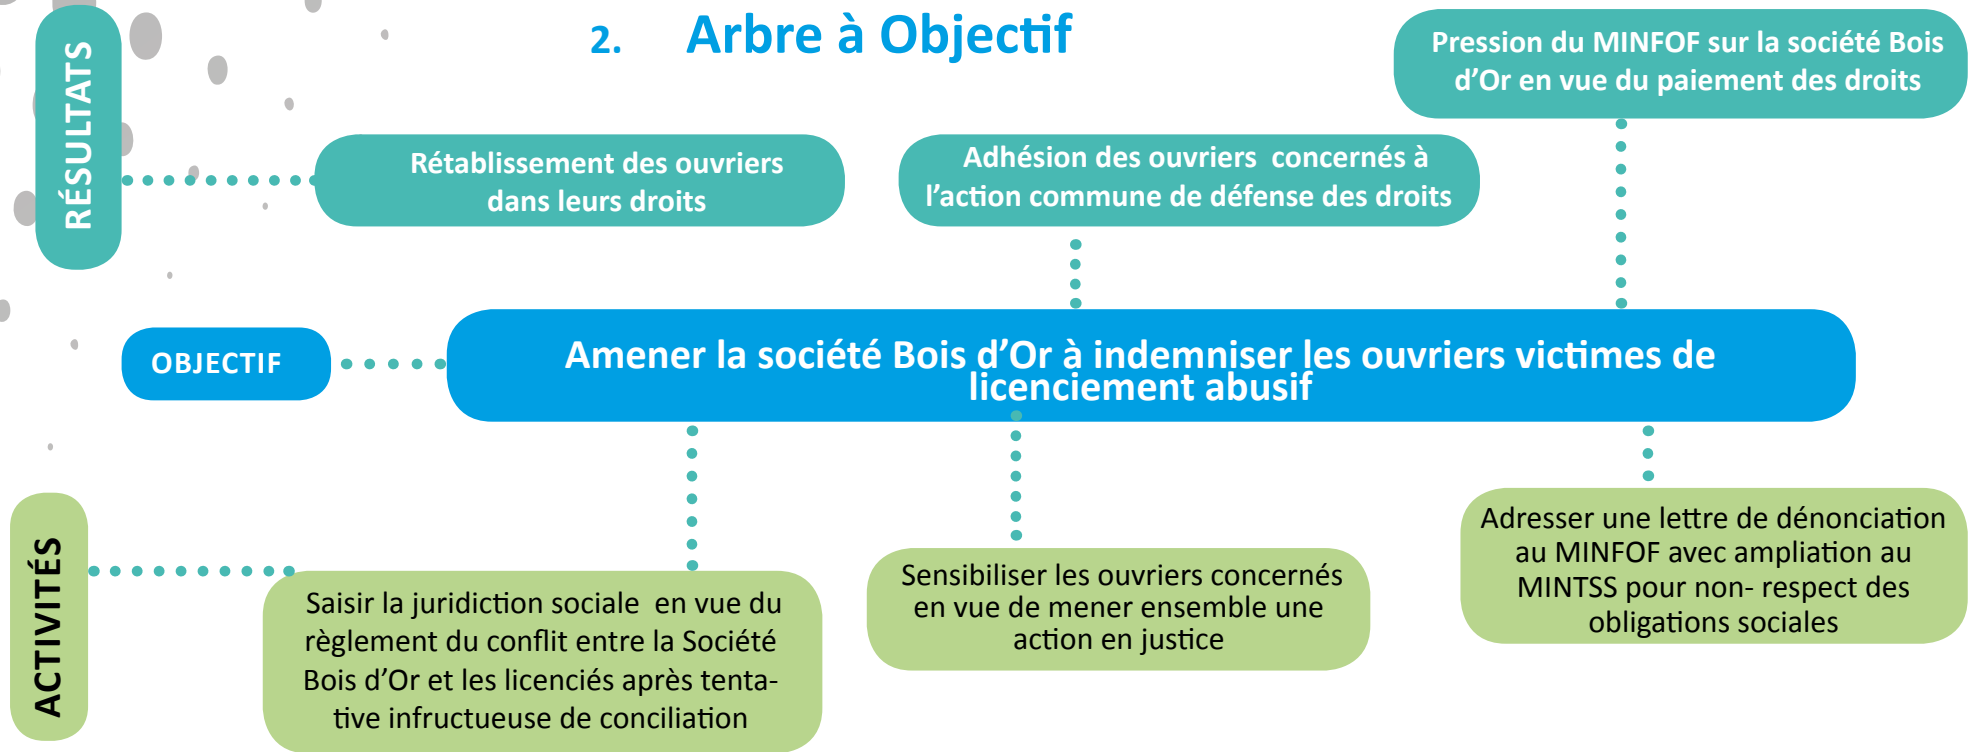 2. Arbre à Objectif
RÉSULTATS
Pression du MINFOF sur la société Bois
d’Or en vue du paiement des droits
Rétablissement des ouvriers
dans leurs droits
Adhésion des ouvriers concernés à
l’action commune de défense des droits
OBJECTIF
Amener la société Bois d’Or à indemniser les ouvriers victimes de
licenciement abusif
ACTIVITÉS
Saisir la juridiction sociale en vue du
règlement du conflit entre la Société
Bois d’Or et les licenciés après tenta-
tive infructueuse de conciliation
Sensibiliser les ouvriers concernés
en vue de mener ensemble une
action en justice
Adresser une lettre de dénonciation
au MINFOF avec ampliation au
MINTSS pour non- respect des
obligations sociales